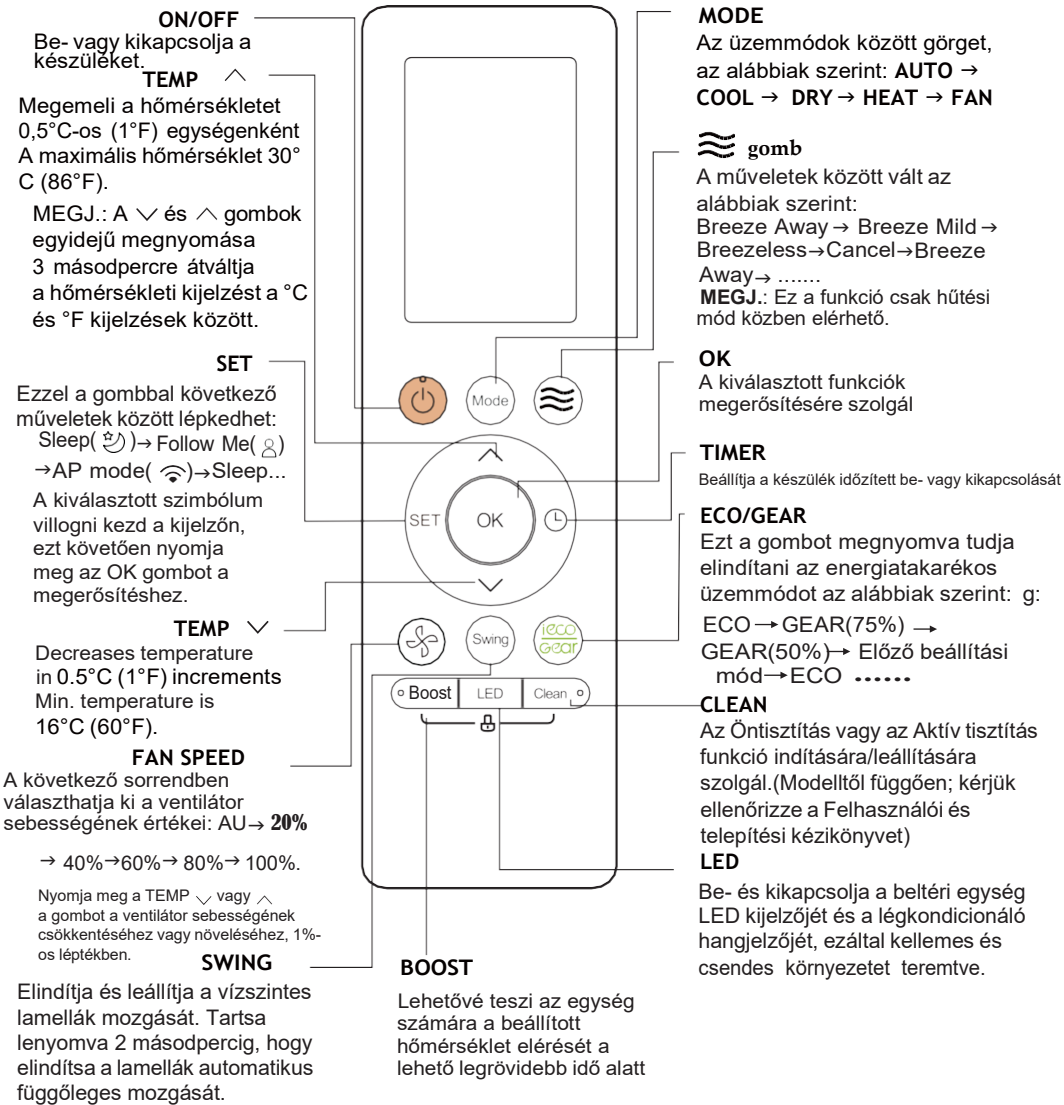 ON/OFF
Be- vagy kikapcsolja a
készüléket.
TEMP
Megemeli a hőmérsékletet
0,5°C-os (1°F) egységenként
A maximális hőmérséklet 30°
C (86°F).
MEGJ.: A ∨ és ∧ gombok
egyidejű megnyomása
3 másodpercre átváltja
a hőmérsékleti kijelzést a °C
és °F kijelzések között.
SET
Ezzel a gombbal következő
műveletek között lépkedhet:
Sleep( )→ Follow Me( )
→AP mode( )→Sleep...
A kiválasztott szimbólum
villogni kezd a kijelzőn,
ezt követően nyomja
meg az OK gombot a
megerősítéshez.
TEMP
Decreases temperature
in 0.5°C (1°F) increments
Min. temperature is
16°C (60°F).
FAN SPEED
A következő sorrendben
választhatja ki a ventilátor
sebességének értékei: AU→ 20%
→ 40%→60%→ 80%→ 100%.
Nyomja meg a TEMP ∨ vagy ∧
a gombot a ventilátor sebességének
csökkentéséhez vagy növeléséhez, 1%-
os léptékben.
SWING
Elindítja és leállítja a vízszintes
lamellák mozgását. Tartsa
lenyomva 2 másodpercig, hogy
elindítsa a lamellák automatikus
függőleges mozgását.
Mode
SET
OK
Swing
ieco
Gear
Boost
LED
Clean
BOOST
Lehetővé teszi az egység
számára a beállított
hőmérséklet elérését a
lehető legrövidebb idő alatt
MODE
Az üzemmódok között görget,
az alábbiak szerint: AUTO →
COOL → DRY → HEAT → FAN
gomb
A műveletek között vált az
alábbiak szerint:
Breeze Away → Breeze Mild →
Breezeless→Cancel→Breeze
Away→ .......
MEGJ.: Ez a funkció csak hűtési
mód közben elérhető.
OK
A kiválasztott funkciók
megerősítésére szolgál
TIMER
Beállítja a készülék időzített be- vagy kikapcsolását
ECO/GEAR
Ezt a gombot megnyomva tudja
elindítani az energiatakarékos
üzemmódot az alábbiak szerint: g:
ECO → GEAR(75%) →
GEAR(50%)→ Előző beállítási
mód→ECO ......
CLEAN
Az Öntisztítás vagy az Aktív tisztítás
funkció indítására/leállítására
szolgál.(Modelltől függően; kérjük
ellenőrizze a Felhasználói és
telepítési kézikönyvet)
LED
Be- és kikapcsolja a beltéri egység
LED kijelzőjét és a légkondicionáló
hangjelzőjét, ezáltal kellemes és
csendes környezetet teremtve.